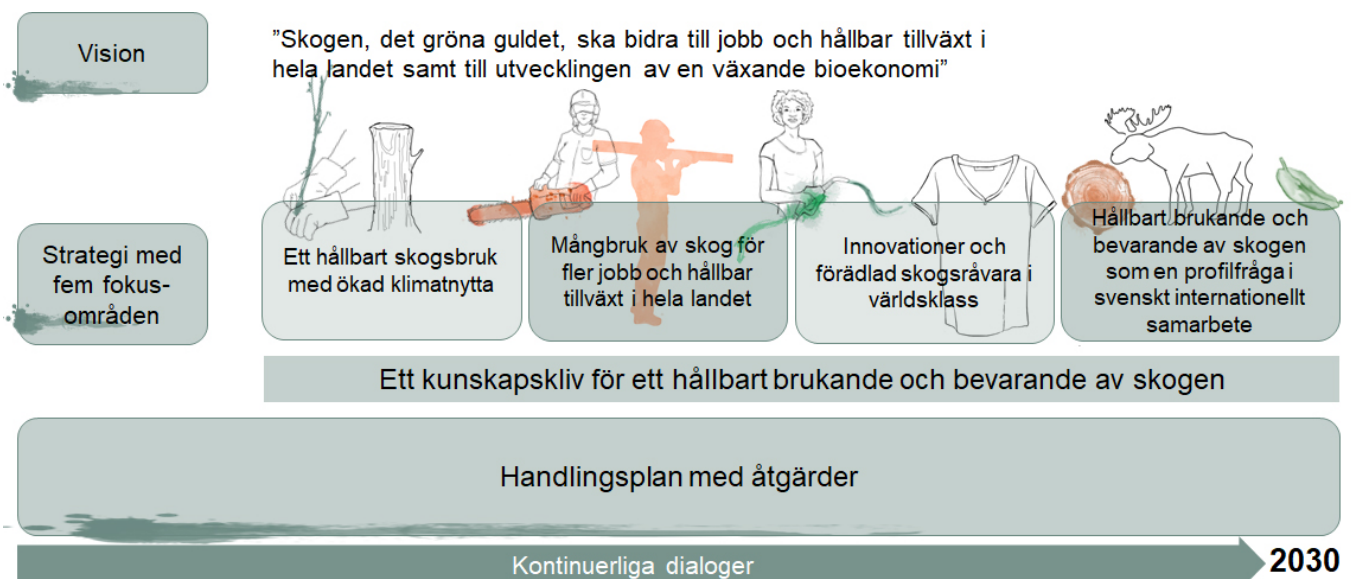 Vision
”Skogen, det gröna guldet, ska bidra till jobb och hållbar tillväxt i
hela landet samt till utvecklingen av en växande bioekonomi”
Strategi med
fem fokus-
områden
Ett hållbart skogsbruk
med ökad klimatnytta
Mångbruk av skog för
fler jobb och hållbar
tillväxt i hela landet
Innovationer och
förädlad skogsråvara i
världsklass
Hållbart brukande och
bevarande av skogen
som en profilfråga i
svenskt internationellt
samarbete
Ett kunskapskliv för ett hållbart brukande och bevarande av skogen
Handlingsplan med åtgärder
Kontinuerliga dialoger
2030